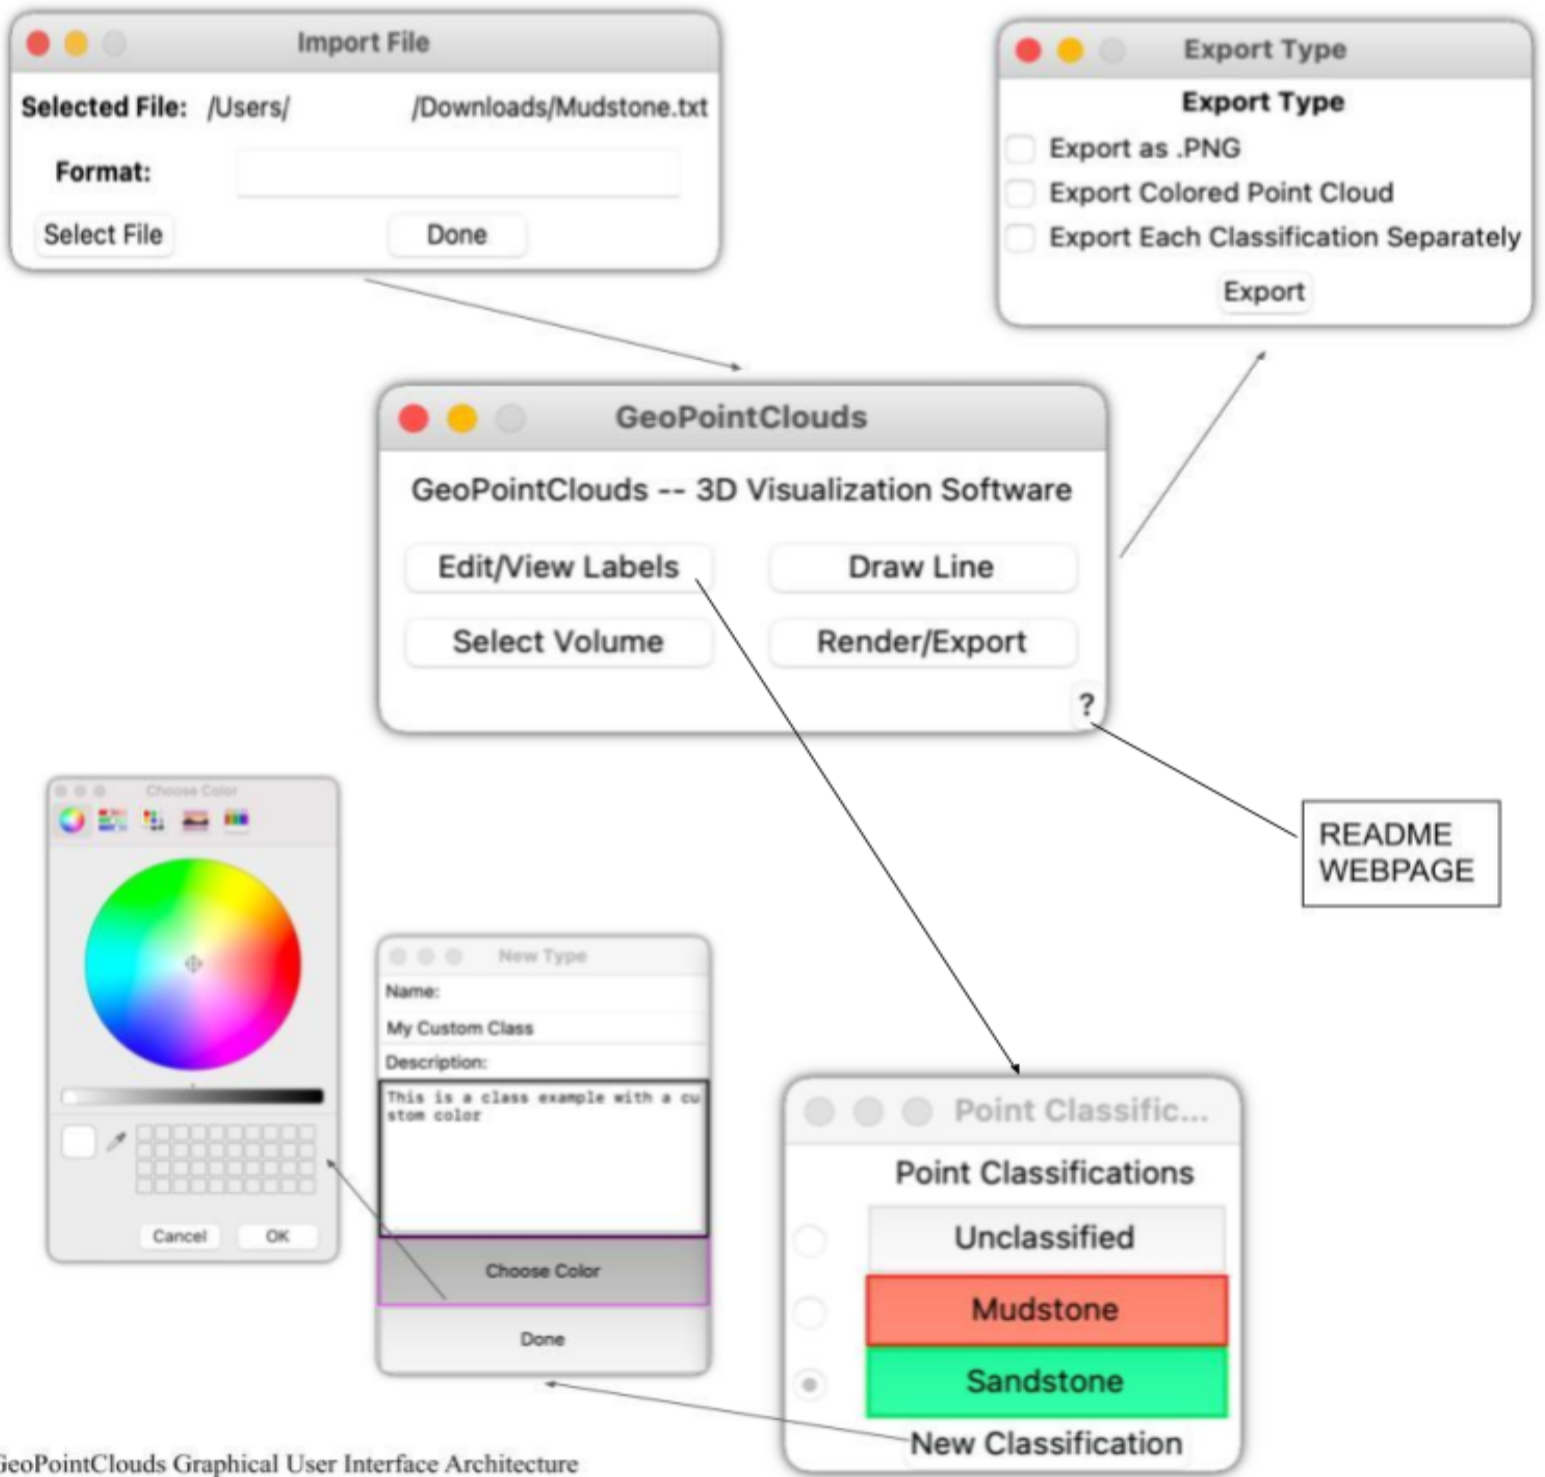 Import File
Selected File: /Users/ /Downloads/Mudstone.txt
Format:
Select File Done
Export Type
Export Type
Export as .PNG
Export Colored Point Cloud
Export Each Classification Separately
Export
GeoPointClouds
GeoPointClouds -- 3D Visualization Software
Edit/View Labels Draw Line
Select Volume Render/Export
?
README
WEBPAGE
Choose Color
Cancel OK
New Type
Name:
My Custom Class
Description:
This is a class example with a cu
stom color
Choose Color
Done
Point Classific...
Point Classifications
Unclassified
Mudstone
Sandstone
New Classification
GeoPointClouds Graphical User Interface Architecture